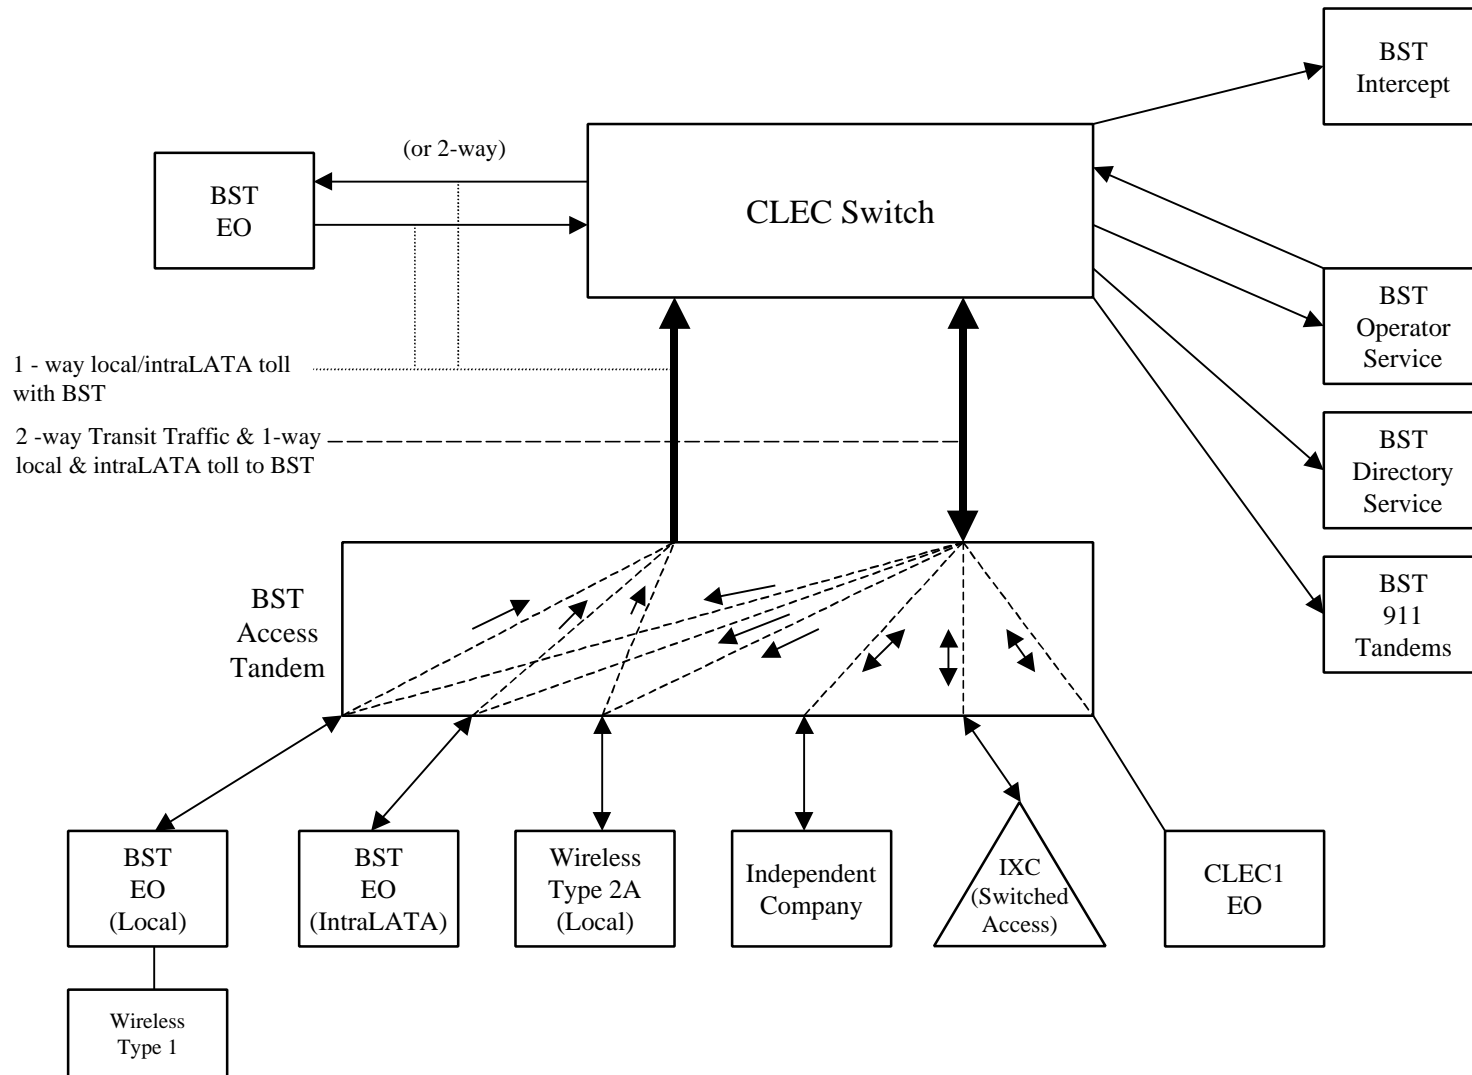 BST
Intercept
(or 2-way)
BST
EO
CLEC Switch
BST
Operator
Service
1 - way local/intraLATA toll
with BST
2 -way Transit Traffic & 1-way
local & intraLATA toll to BST
BST
Directory
Service
BST
Access
Tandem
BST
911
Tandems
BST
EO
(Local)
BST
EO
(IntraLATA)
Wireless
Type 2A
(Local)
Independent
Company
IXC
(Switched
Access)
CLEC1
EO
Wireless
Type 1